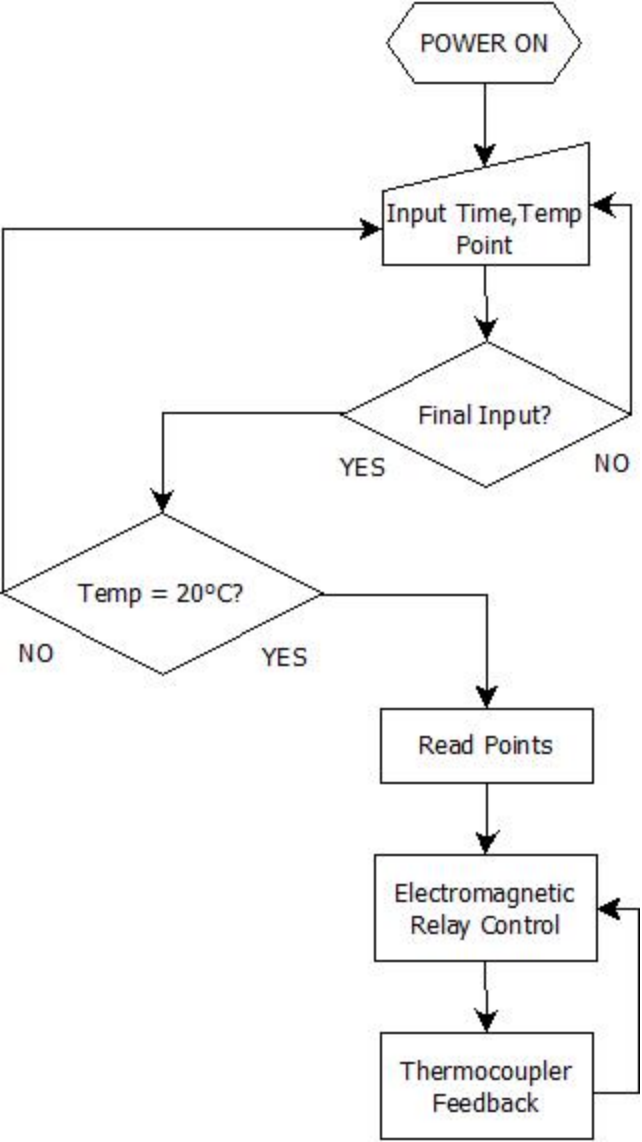 POWER ON
Input Time,Temp
Point
Final Input?
YES
NO
Temp = 20ºC?
NO
YES
Read Points
Electromagnetic
Relay Control
Thermocoupler
Feedback